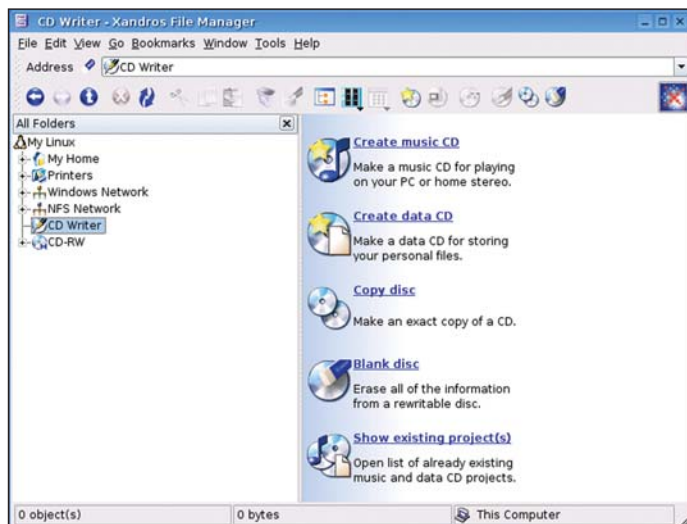 CD Writer - Xandros File Manager
File Edit View Go Bookmarks Window Tools Help
Address CD Writer
All Folders
My Linux
My Home
Printers
Windows Network
NFS Network
CD Writer
CD-RW
Create music CD
Make a music CD for playing
on your PC or home stereo.
Create data CD
Make a data CD for storing
your personal files.
Copy disc
Make an exact copy of a CD.
Blank disc
Erase all of the information
from a rewritable disc.
Show existing project(s)
Open list of already existing
music and data CD projects.
0 object(s) 0 bytes This Computer